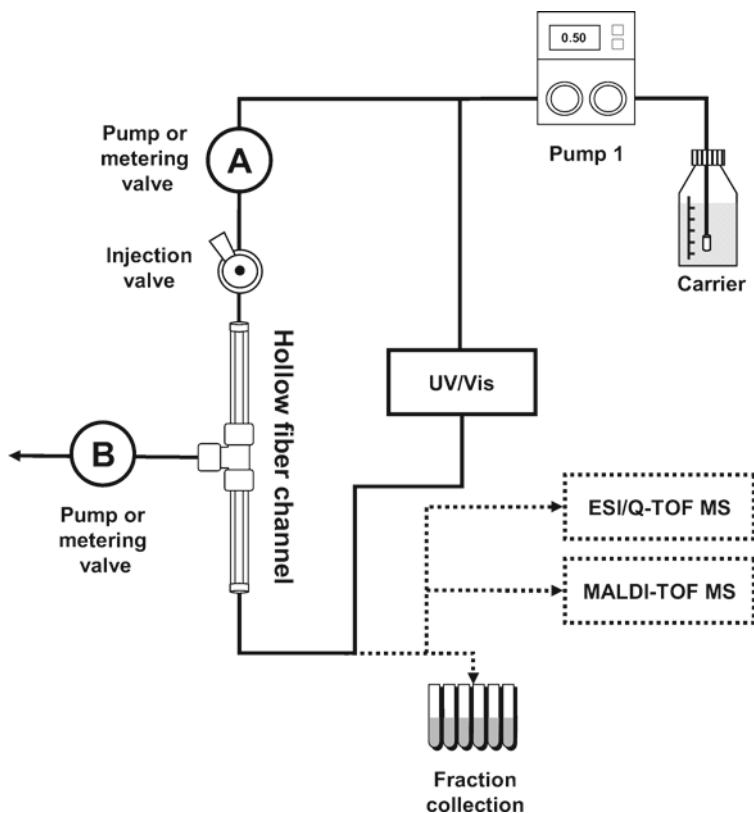 0.50
Pump 1
Carrier
Pump or
metering
valve
A
Injection
valve
Hollow fiber channel
UV/Vis
B
Pump or
metering
valve
ESI/Q-TOF MS
MALDI-TOF MS
Fraction
collection